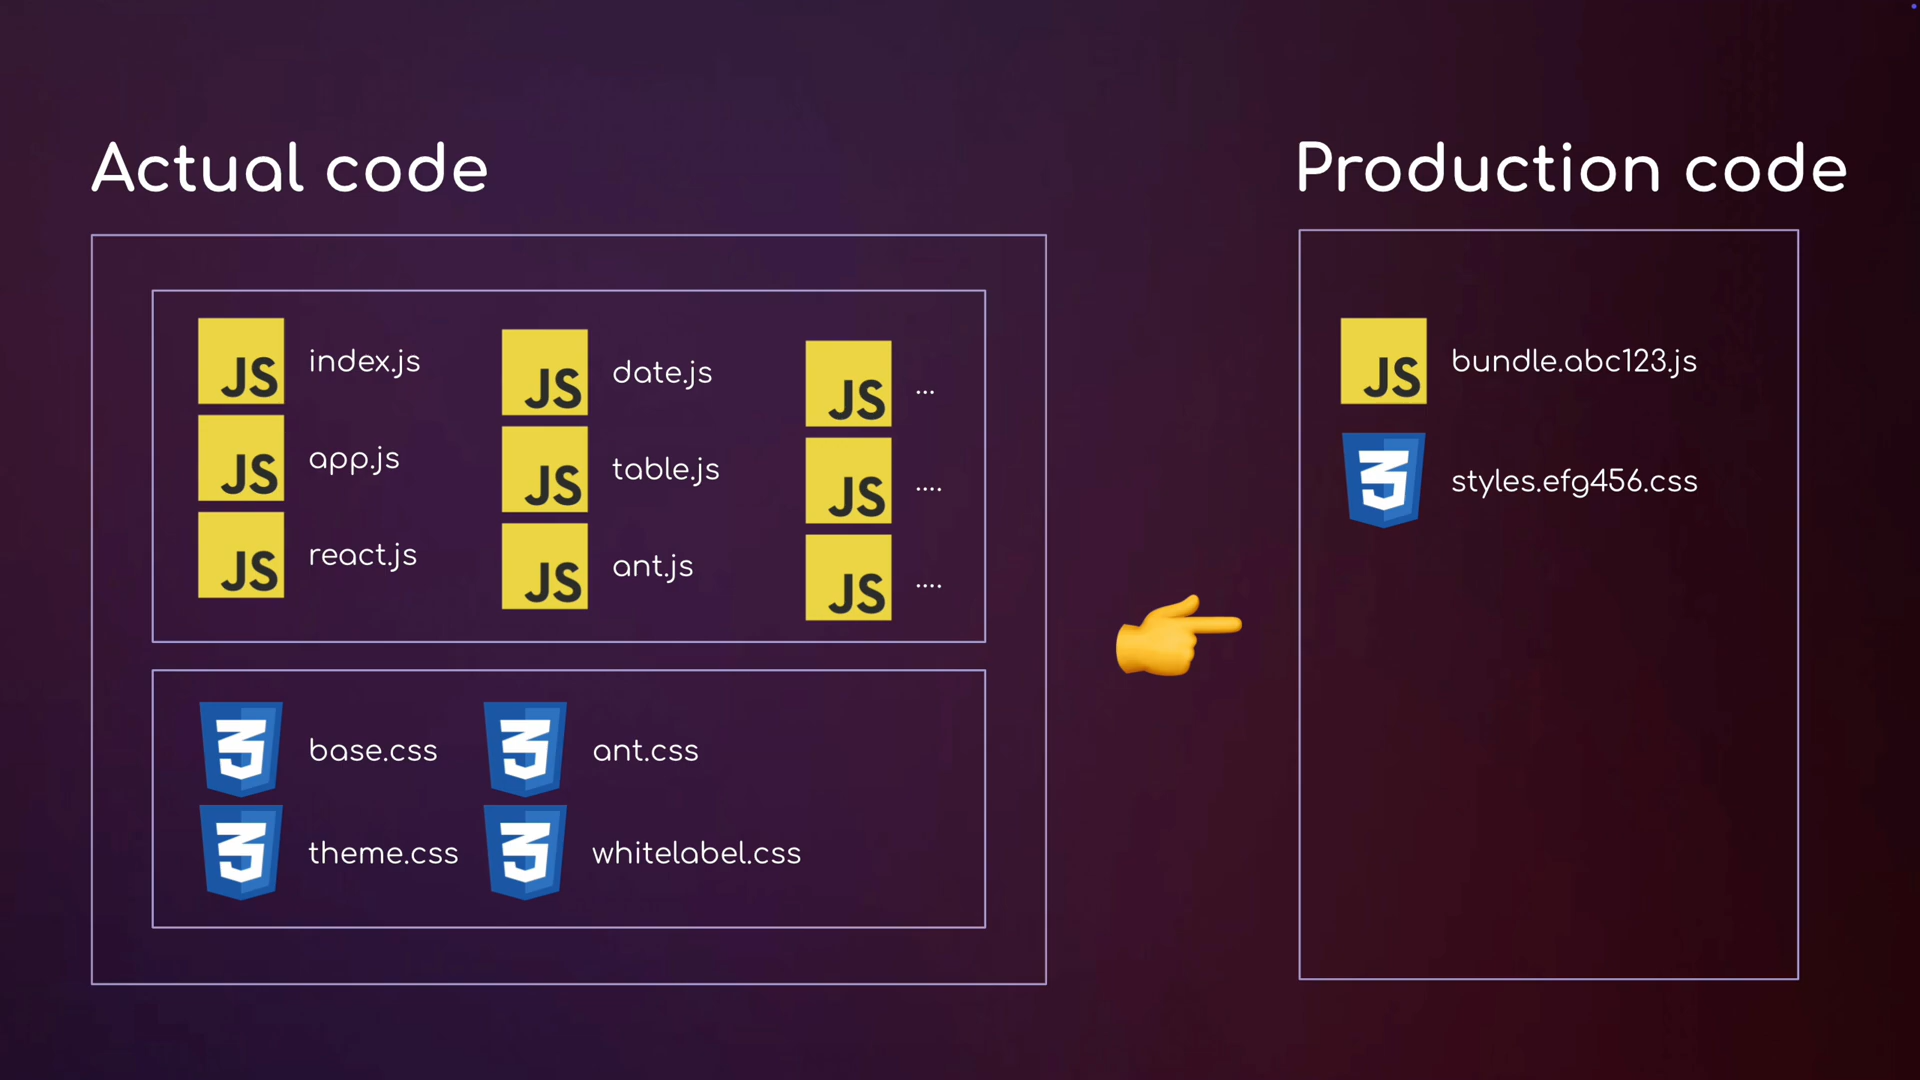 Actual code
Production code
JS index.js
JS app.js
JS react.js
JS date.js
JS table.js
JS ant.js
JS ...
JS ....
JS ....
base.css
theme.css
ant.css
whitelabel.css
JS bundle.abc123.js
styles.efg456.css